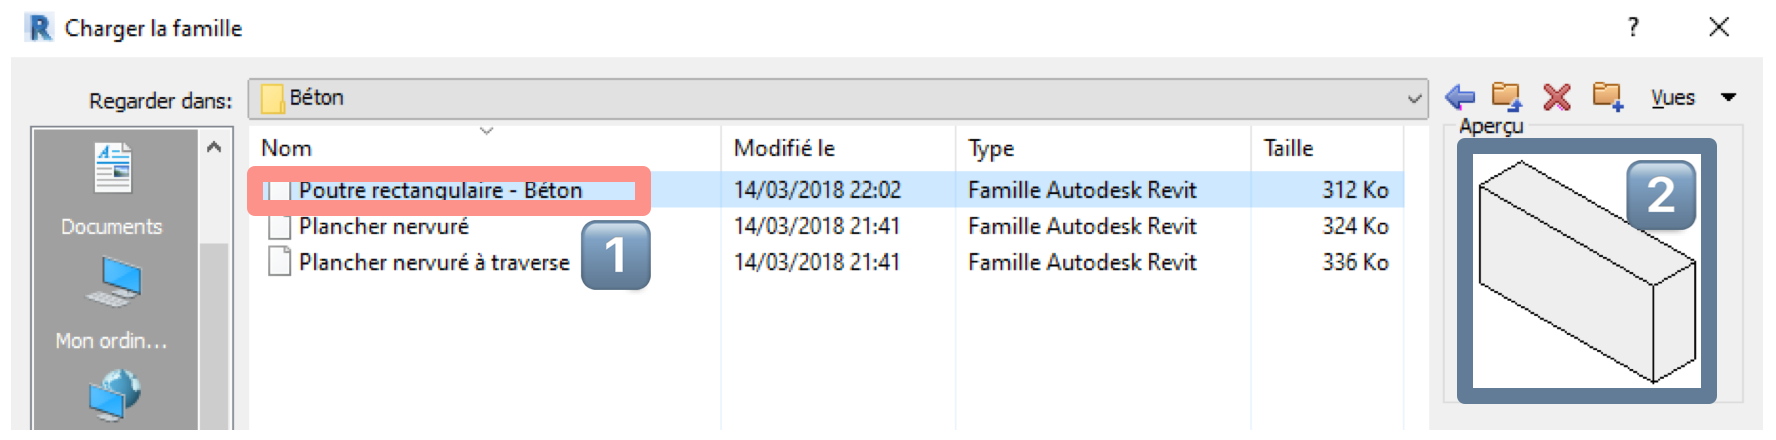 R Charger la famille ?
Regarder dans: Béton Vues
Aperçu
Nom Modifié le Type Taille
Poutre rectangulaire - Béton 14/03/2018 22:02 Famille Autodesk Revit 312 Ko
Plancher nervuré 14/03/2018 21:41 Famille Autodesk Revit 324 Ko
Plancher nervuré à traverse 14/03/2018 21:41 Famille Autodesk Revit 336 Ko
1
2
Documents
Mon ordin...